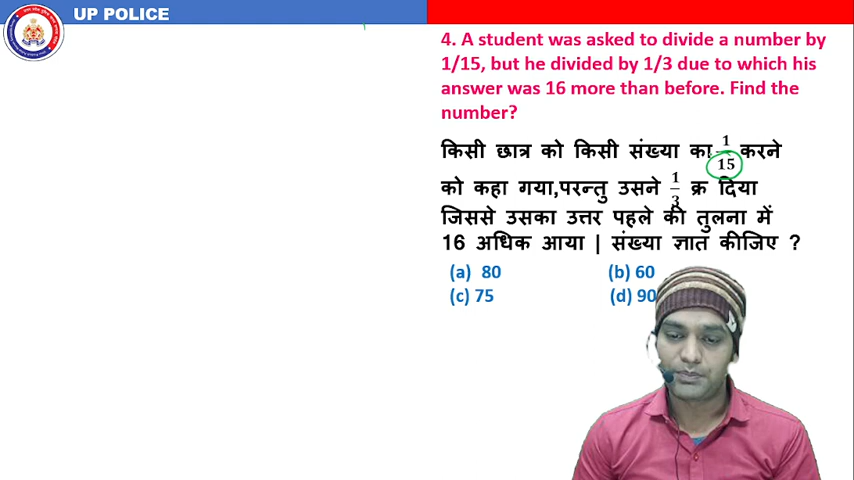 UP POLICE
4. A student was asked to divide a number by
1/15, but he divided by 1/3 due to which his
answer was 16 more than before. Find the
number?
किसी छात्र को किसी संख्या का 1/15 करने
को कहा गया,परन्तु उसने 1/3 क्र दिया
जिससे उसका उत्तर पहले की तुलना में
16 अधिक आया | संख्या ज्ञात कीजिए ?
(a) 80 (b) 60
(c) 75 (d) 90